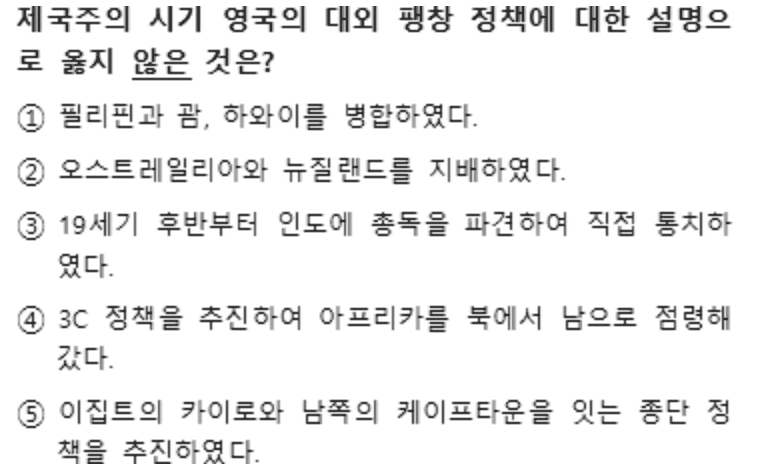 제국주의 시기 영국의 대외 팽창 정책에 대한 설명으
로 옳지 않은 것은?
① 필리핀과 괌, 하와이를 병합하였다.
② 오스트레일리아와 뉴질랜드를 지배하였다.
③ 19세기 후반부터 인도에 총독을 파견하여 직접 통치하
였다.
④ 3C 정책을 추진하여 아프리카를 북에서 남으로 점령해
갔다.
⑤ 이집트의 카이로와 남쪽의 케이프타운을 잇는 종단 정
책을 추진하였다.